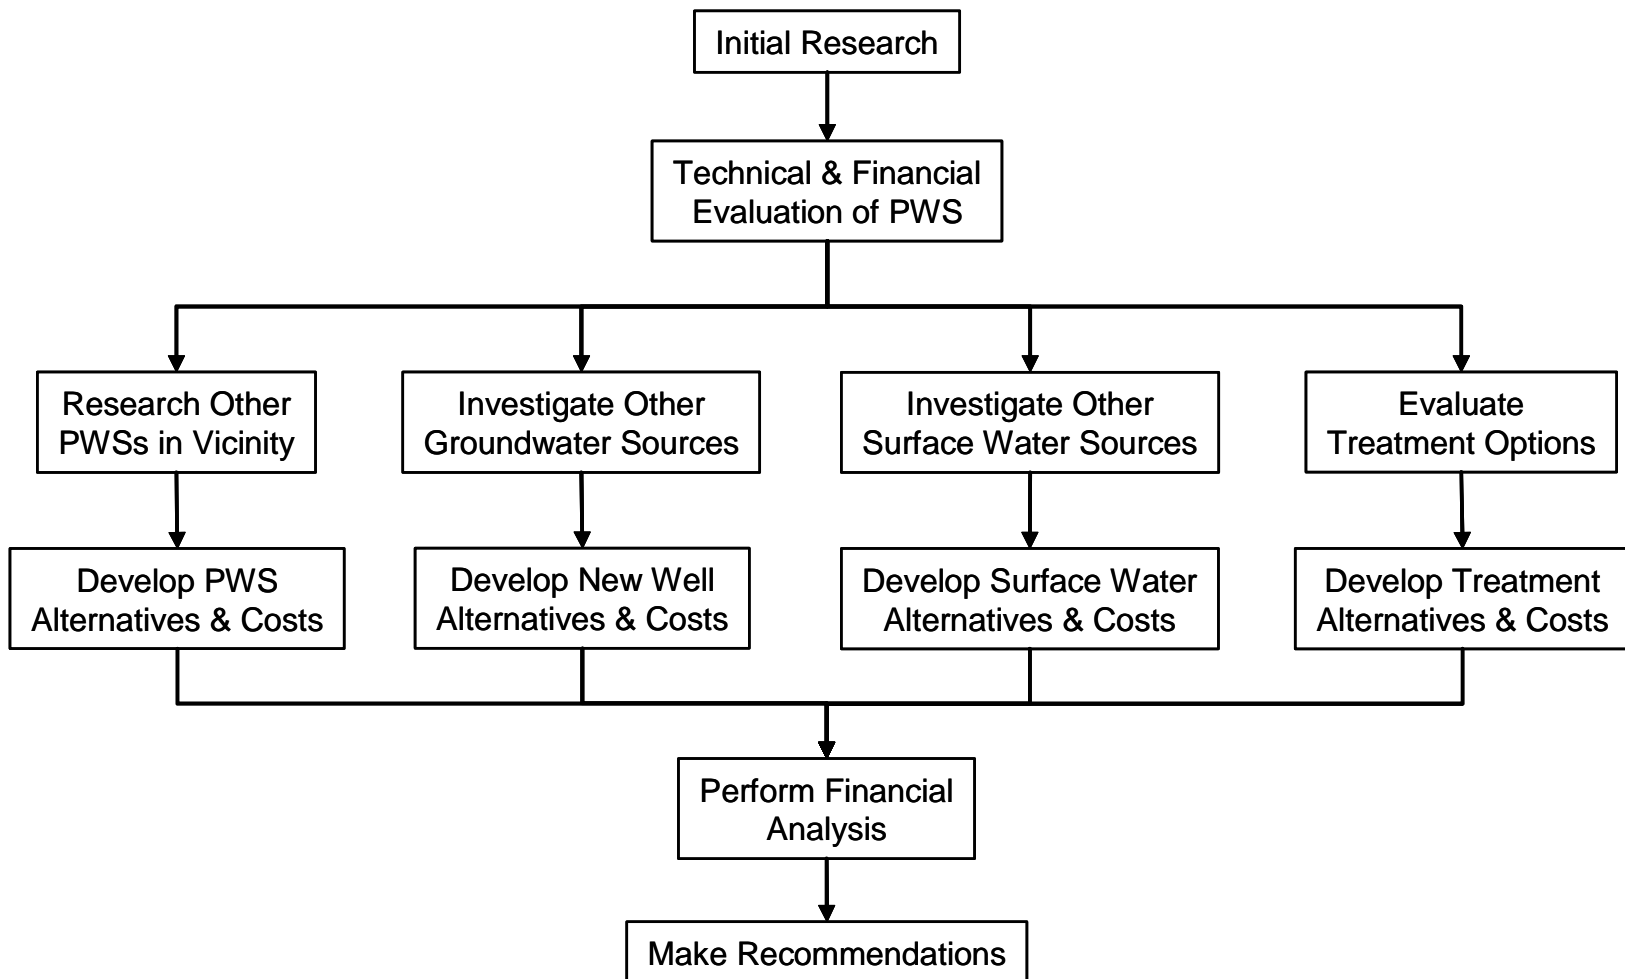 Initial Research
Technical & Financial
Evaluation of PWS
Research Other
PWSs in Vicinity
Investigate Other
Groundwater Sources
Investigate Other
Surface Water Sources
Evaluate
Treatment Options
Develop PWS
Alternatives & Costs
Develop New Well
Alternatives & Costs
Develop Surface Water
Alternatives & Costs
Develop Treatment
Alternatives & Costs
Perform Financial
Analysis
Make Recommendations